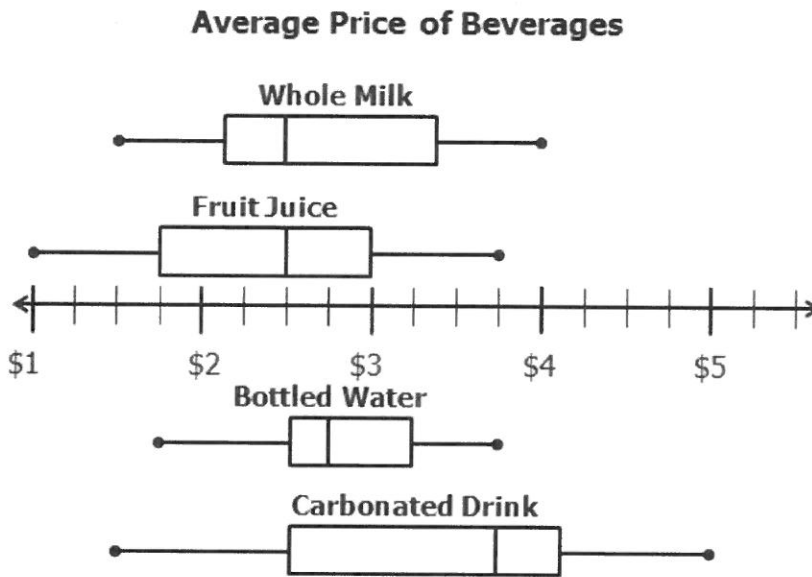 Average Price of Beverages
Whole Milk
Fruit Juice
$1 $2 $3 $4 $5
Bottled Water
Carbonated Drink